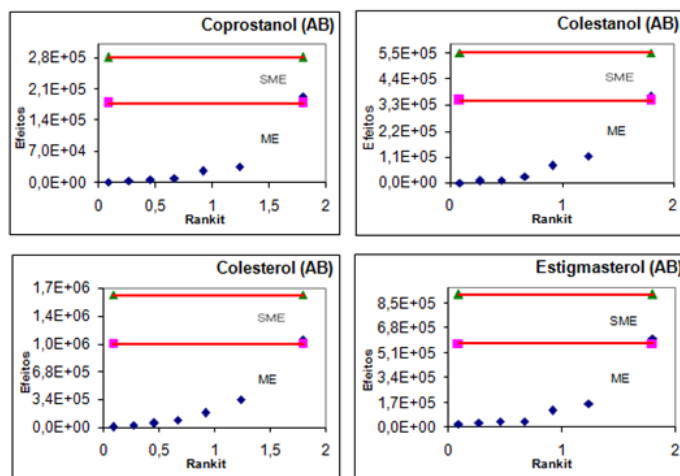 Coprostanol (AB)
2,8E+05
2,1E+05
1,4E+05
7,0E+04
0,0E+00
Efeitos
SME
ME
0
0,5
1
1,5
2
Rankit
Colestanol (AB)
5,5E+05
4,4E+05
3,3E+05
2,2E+05
1,1E+05
0,0E+00
Efeitos
SME
ME
0
1
2
Rankit
Colesterol (AB)
1,7E+06
1,4E+06
1,0E+06
6,8E+05
3,4E+05
0,0E+00
Efeitos
SME
ME
0
0,5
1
1,5
2
Rankit
Estigmasterol (AB)
8,5E+05
6,8E+05
5,1E+05
3,4E+05
1,7E+05
0,0E+00
Efeitos
SME
ME
0
1
2
Rankit